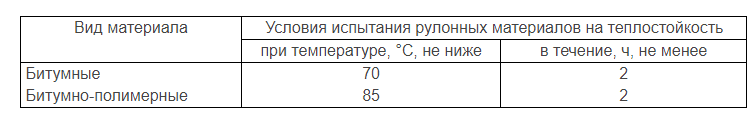 Вид материала Условия испытания рулонных материалов на теплостойкость
при температуре, °С, не ниже в течение, ч, не менее
Битумные 70 2
Битумно-полимерные 85 2